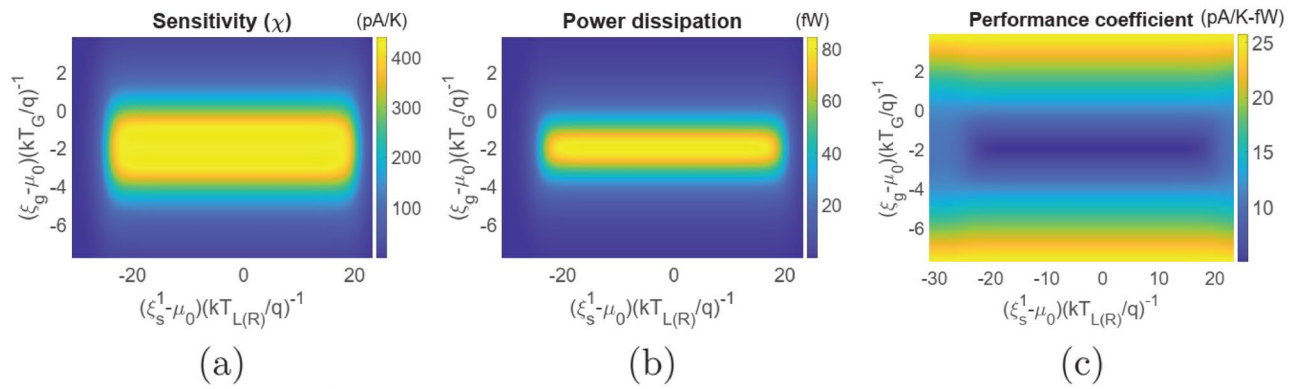 Sensitivity (χ) (pA/K)
400
300
200
100
2
0
-2
-4
-6
(ξg-μ0)(kTG/q)-1
-20 0 20
(ξs1-μ0)(kTL(R)/q)-1
(a)
Power dissipation (fW)
80
60
40
20
2
0
-2
-4
-6
(ξg-μ0)(kTG/q)-1
-20 0 20
(ξs1-μ0)(kTL(R)/q)-1
(b)
Performance coefficient (pA/K-fW)
25
20
15
10
2
0
-2
-4
-6
(ξg-μ0)(kTG/q)-1
-30 -20 -10 0 10 20
(ξs1-μ0)(kTL(R)/q)-1
(c)